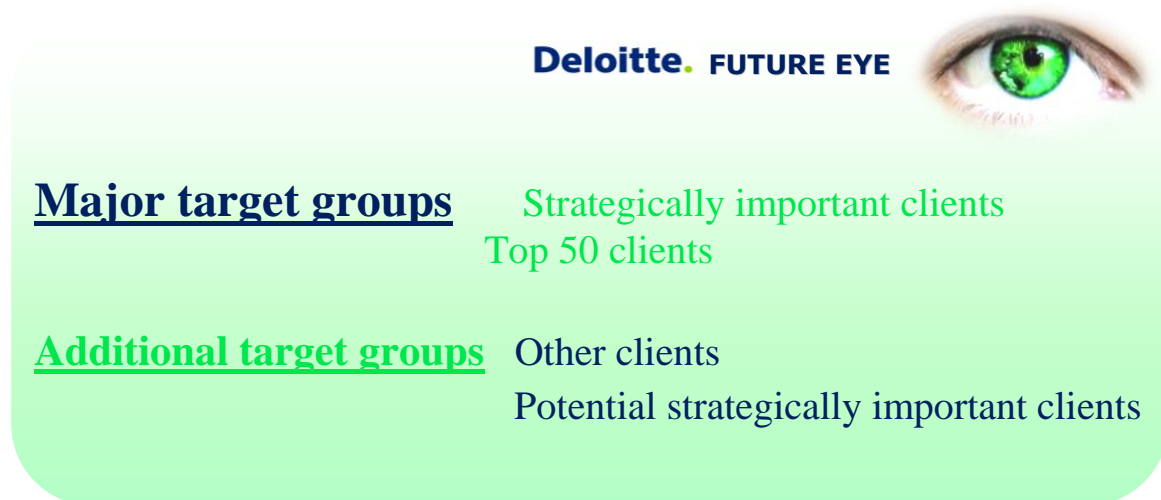 Deloitte. FUTURE EYE
Major target groups Strategically important clients
Top 50 clients
Additional target groups Other clients
Potential strategically important clients